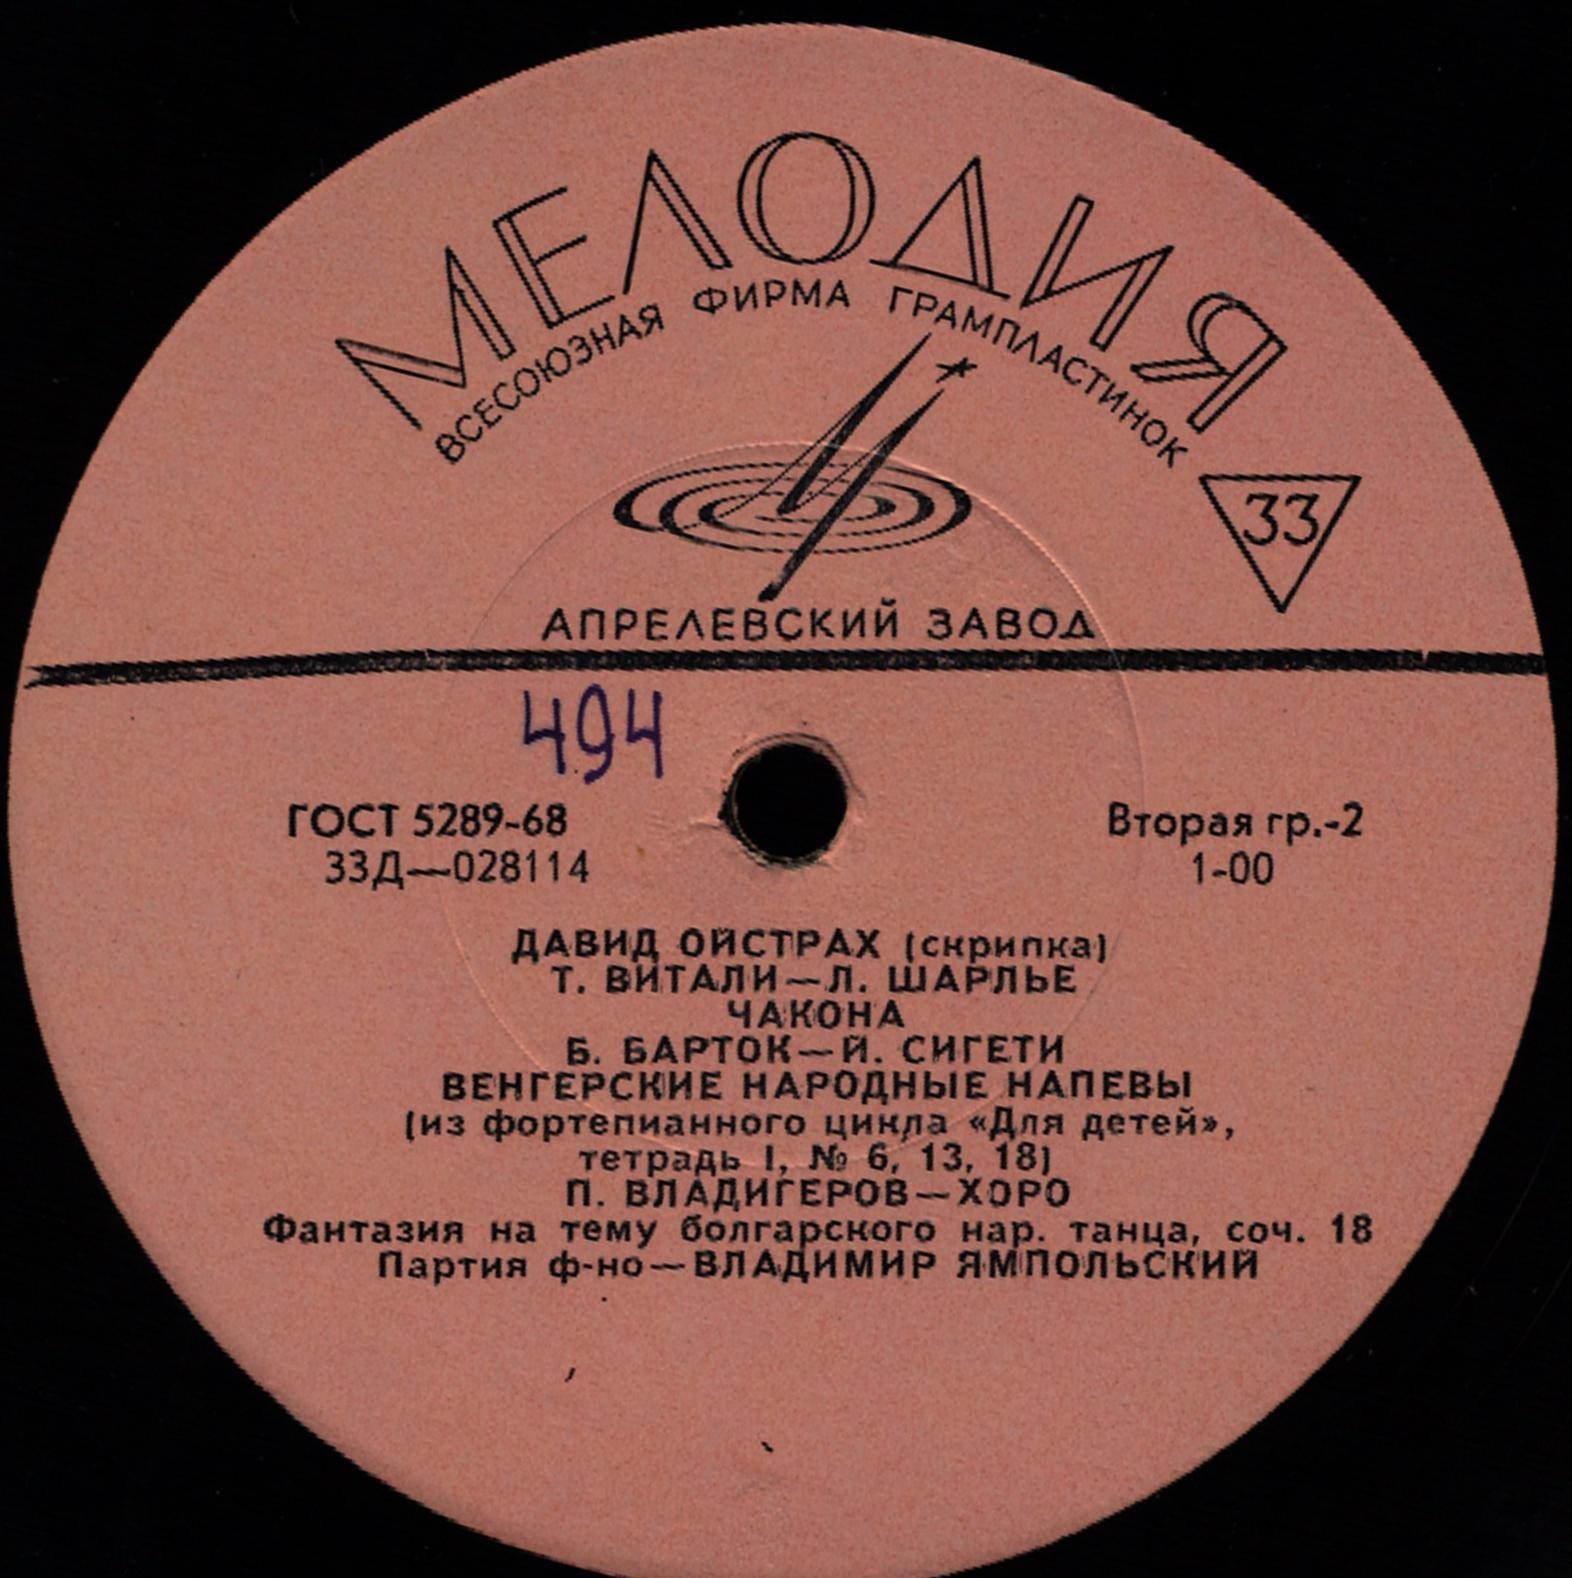 МЕЛОДИЯ
ВСЕСОЮЗНАЯ ФИРМА ГРАМПЛАСТИНОК
33
АПРЕЛЕВСКИЙ ЗАВОД
494
ГОСТ 5289-68
Вторая гр.-2
33Д—028114
1-00
ДАВИД ОЙСТРАХ (скрипка)
Т. ВИТАЛИ—Л. ШАРЛЬЕ
ЧАКОНА
Б. БАРТОК—Й. СИГЕТИ
ВЕНГЕРСКИЕ НАРОДНЫЕ НАПЕВЫ
(из фортепианного цикла «Для детей»,
тетрадь I, № 6, 13, 18)
П. ВЛАДИГЕРОВ—ХОРО
Фантазия на тему болгарского нар. танца, соч. 18
Партия ф-но—ВЛАДИМИР ЯМПОЛЬСКИЙ